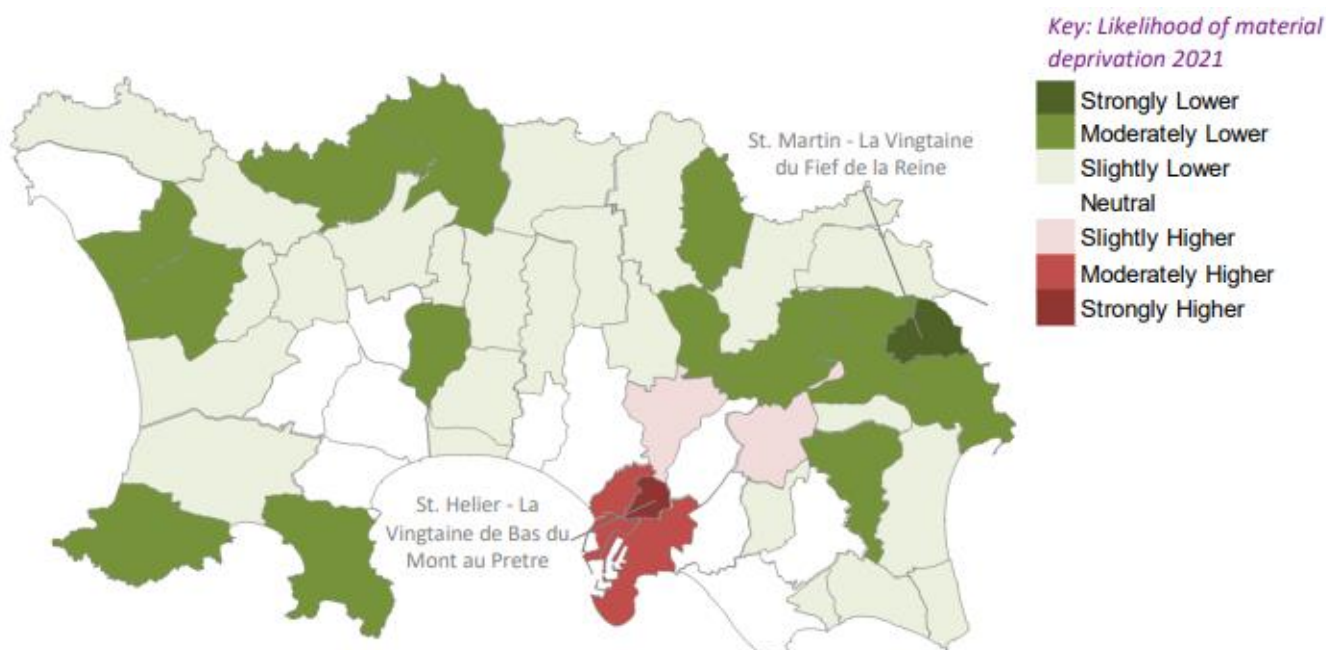 Key: Likelihood of material
deprivation 2021
Strongly Lower
Moderately Lower
Slightly Lower
Neutral
Slightly Higher
Moderately Higher
Strongly Higher
St. Martin - La Vingtaine
du Fief de la Reine
St. Helier - La
Vingtaine de Bas du
Mont au Pretre